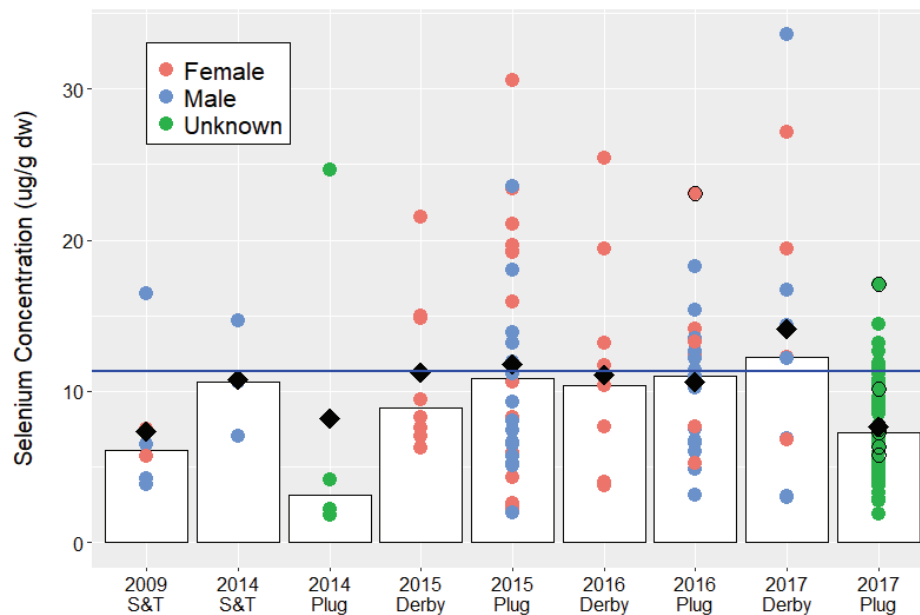 Female
Male
Unknown
Selenium Concentration (ug/g dw)
30
20
10
0
2009 2014 2014 2015 2015 2016 2016 2017 2017
S&T S&T Plug Derby Plug Derby Plug Derby Plug